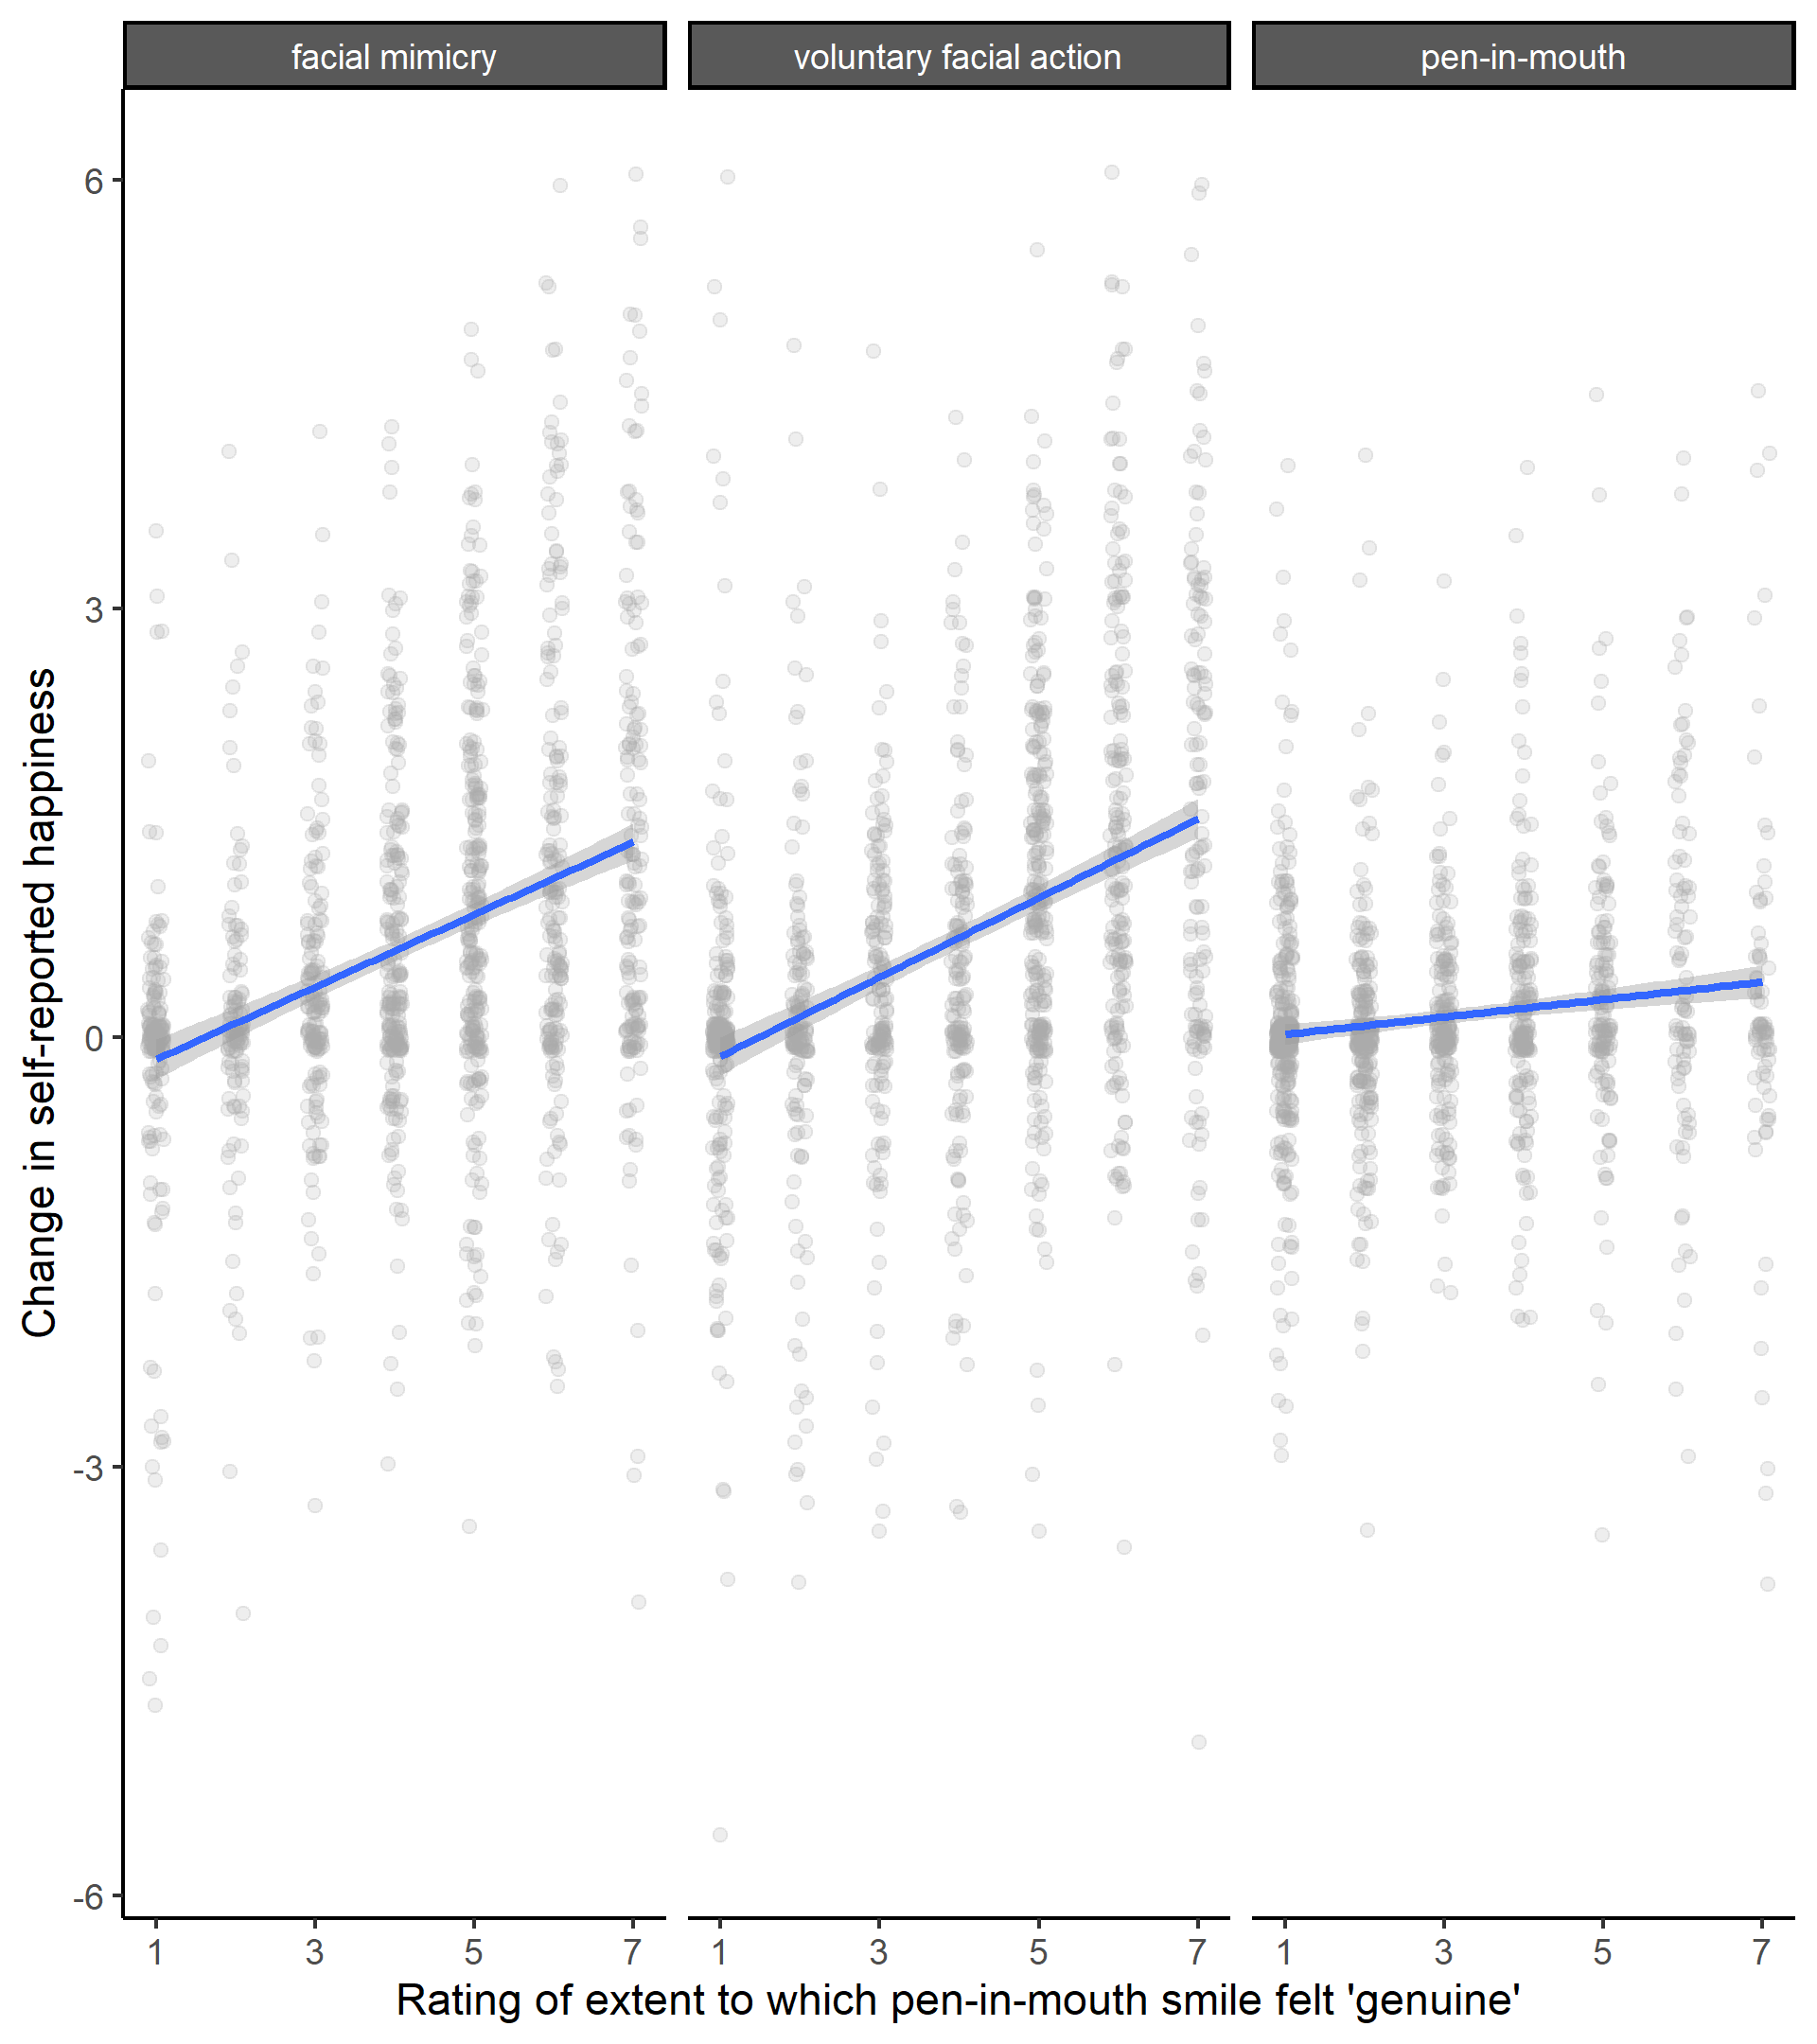 facial mimicry
voluntary facial action
pen-in-mouth
6
3
0
-3
-6
Change in self-reported happiness
1 3 5 7
1 3 5 7
1 3 5 7
Rating of extent to which pen-in-mouth smile felt 'genuine'